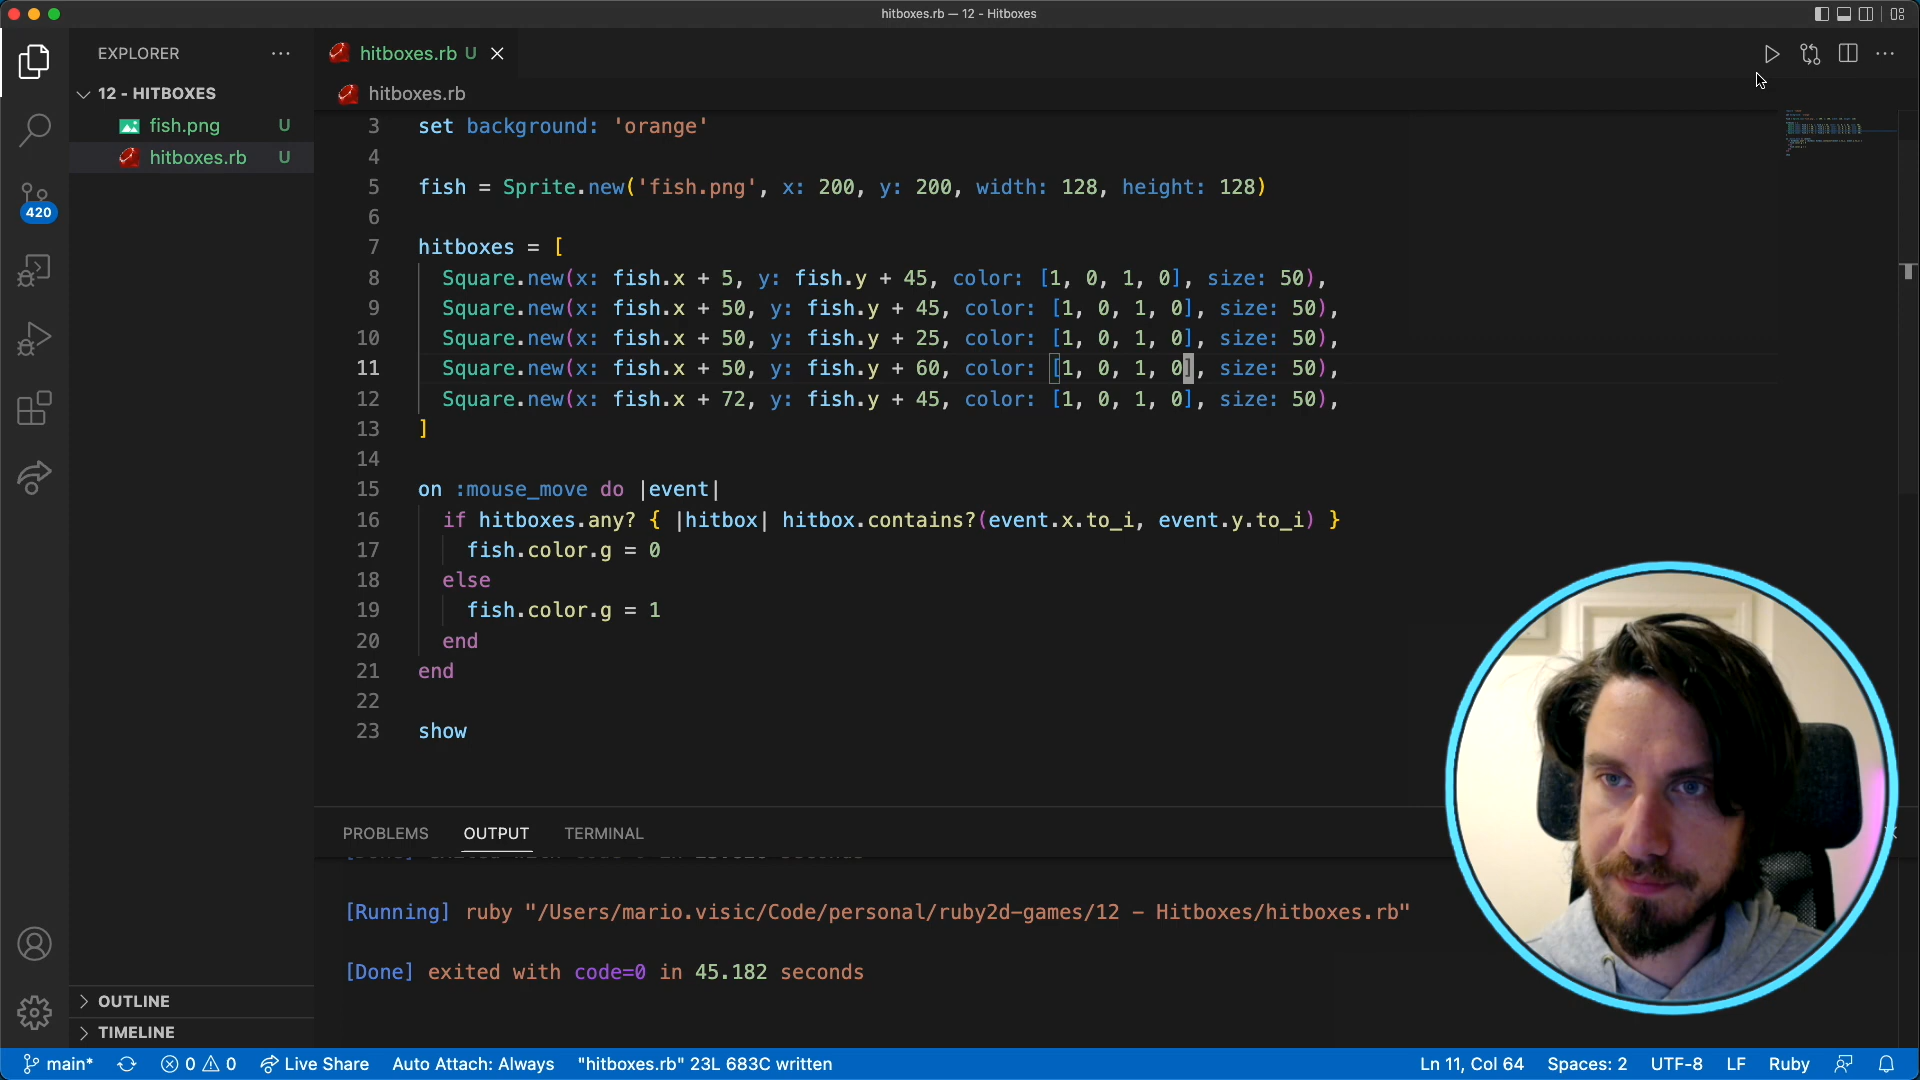 hitboxes.rb — 12 - Hitboxes
EXPLORER
12 - HITBOXES
fish.png U
hitboxes.rb U
420
OUTLINE
TIMELINE
hitboxes.rb U
hitboxes.rb
3 set background: 'orange'
4
5 fish = Sprite.new('fish.png', x: 200, y: 200, width: 128, height: 128)
6
7 hitboxes = [
8 Square.new(x: fish.x + 5, y: fish.y + 45, color: [1, 0, 1, 0], size: 50),
9 Square.new(x: fish.x + 50, y: fish.y + 45, color: [1, 0, 1, 0], size: 50),
10 Square.new(x: fish.x + 50, y: fish.y + 25, color: [1, 0, 1, 0], size: 50),
11 Square.new(x: fish.x + 50, y: fish.y + 60, color: [1, 0, 1, 0], size: 50),
12 Square.new(x: fish.x + 72, y: fish.y + 45, color: [1, 0, 1, 0], size: 50),
13 ]
14
15 on :mouse_move do |event|
16 if hitboxes.any? { |hitbox| hitbox.contains?(event.x.to_i, event.y.to_i) }
17 fish.color.g = 0
18 else
19 fish.color.g = 1
20 end
21 end
22
23 show
PROBLEMS OUTPUT TERMINAL
[Running] ruby "/Users/mario.visic/Code/personal/ruby2d-games/12 - Hitboxes/hitboxes.rb"
[Done] exited with code=0 in 45.182 seconds
main* 0 0 Live Share Auto Attach: Always "hitboxes.rb" 23L 683C written Ln 11, Col 64 Spaces: 2 UTF-8 LF Ruby